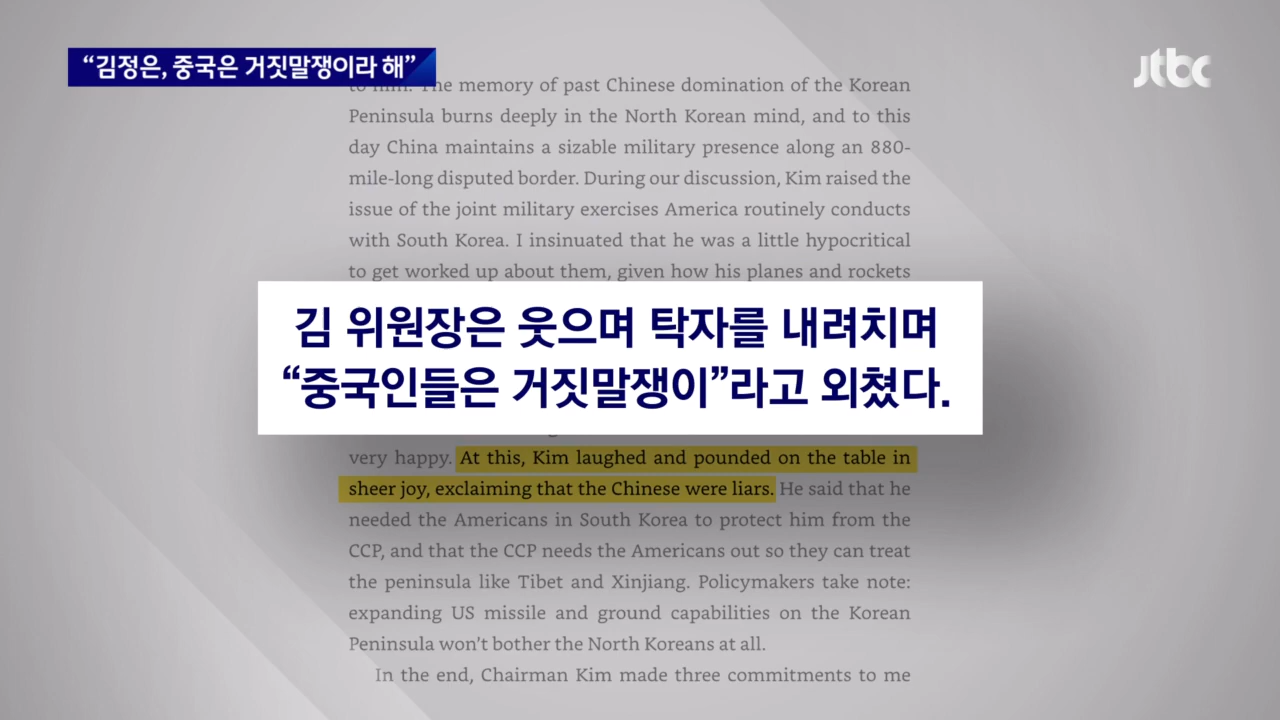 “김정은, 중국은 거짓말쟁이라 해”
jtbc
to him. The memory of past Chinese domination of the Korean
Peninsula burns deeply in the North Korean mind, and to this
day China maintains a sizable military presence along an 880-
mile-long disputed border. During our discussion, Kim raised the
issue of the joint military exercises America routinely conducts
with South Korea. I insinuated that he was a little hypocritical
to get worked up about them, given how his planes and rockets
김 위원장은 웃으며 탁자를 내려치며
“중국인들은 거짓말쟁이”라고 외쳤다.
very happy. At this, Kim laughed and pounded on the table in
sheer joy, exclaiming that the Chinese were liars. He said that he
needed the Americans in South Korea to protect him from the
CCP, and that the CCP needs the Americans out so they can treat
the peninsula like Tibet and Xinjiang. Policymakers take note:
expanding US missile and ground capabilities on the Korean
Peninsula won’t bother the North Koreans at all.
In the end, Chairman Kim made three commitments to me